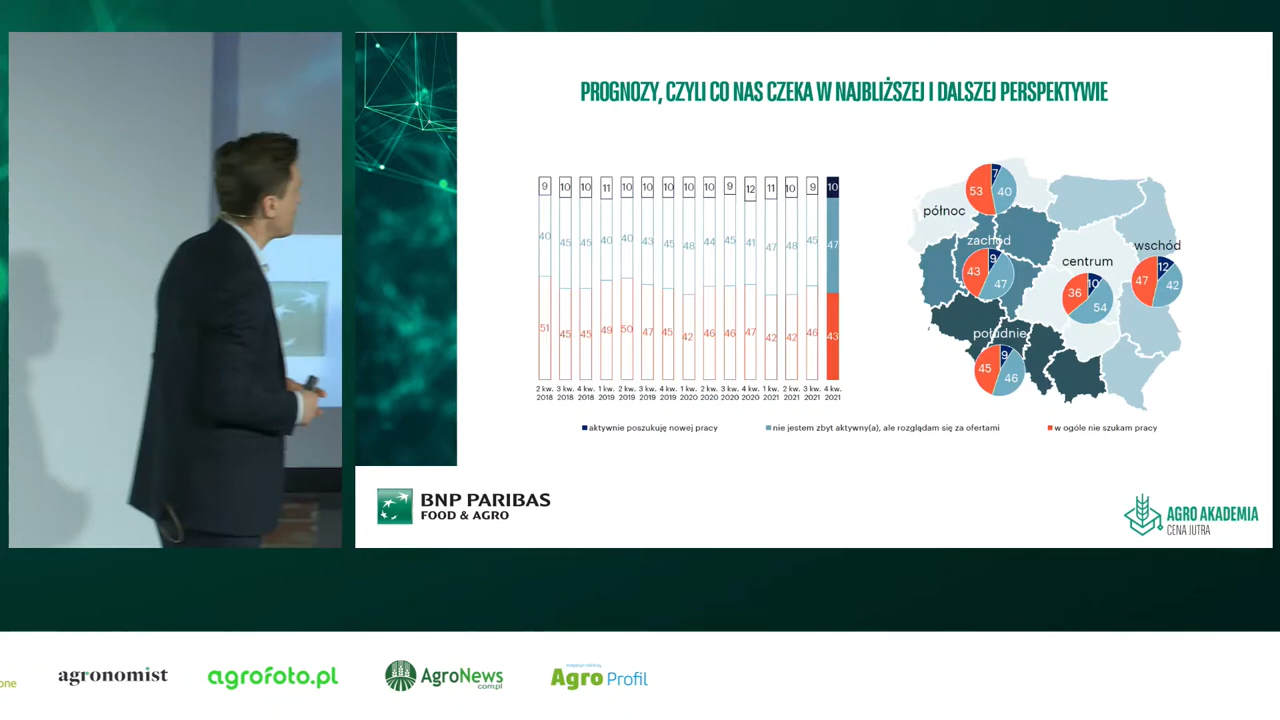 PROGNOZY, CZYLI CO NAS CZEKA W NAJBLIŻSZEJ I DALSZEJ PERSPEKTYWIE
9 10 10 11 10 10 10 10 10 9 12 11 10 9 10
40 45 45 40 40 43 45 48 44 45 41 47 48 45 47
51 45 45 49 50 47 45 42 46 46 47 42 42 46 43
2 kw. 2018
3 kw. 2018
4 kw. 2018
1 kw. 2019
2 kw. 2019
3 kw. 2019
4 kw. 2019
1 kw. 2020
2 kw. 2020
3 kw. 2020
4 kw. 2020
1 kw. 2021
2 kw. 2021
3 kw. 2021
4 kw. 2021
północ
7
53 40
zachód
9
43 47
centrum
10
36 54
wschód
12
47 42
południe
9
45 46
aktywnie poszukuję nowej pracy
nie jestem zbyt aktywny(a), ale rozglądam się za ofertami
w ogóle nie szukam pracy
BNP PARIBAS
FOOD & AGRO
AGRO AKADEMIA
CENA JUTRA
one
agronomist
agrofoto.pl
AgroNews
com.pl
Agro Profil